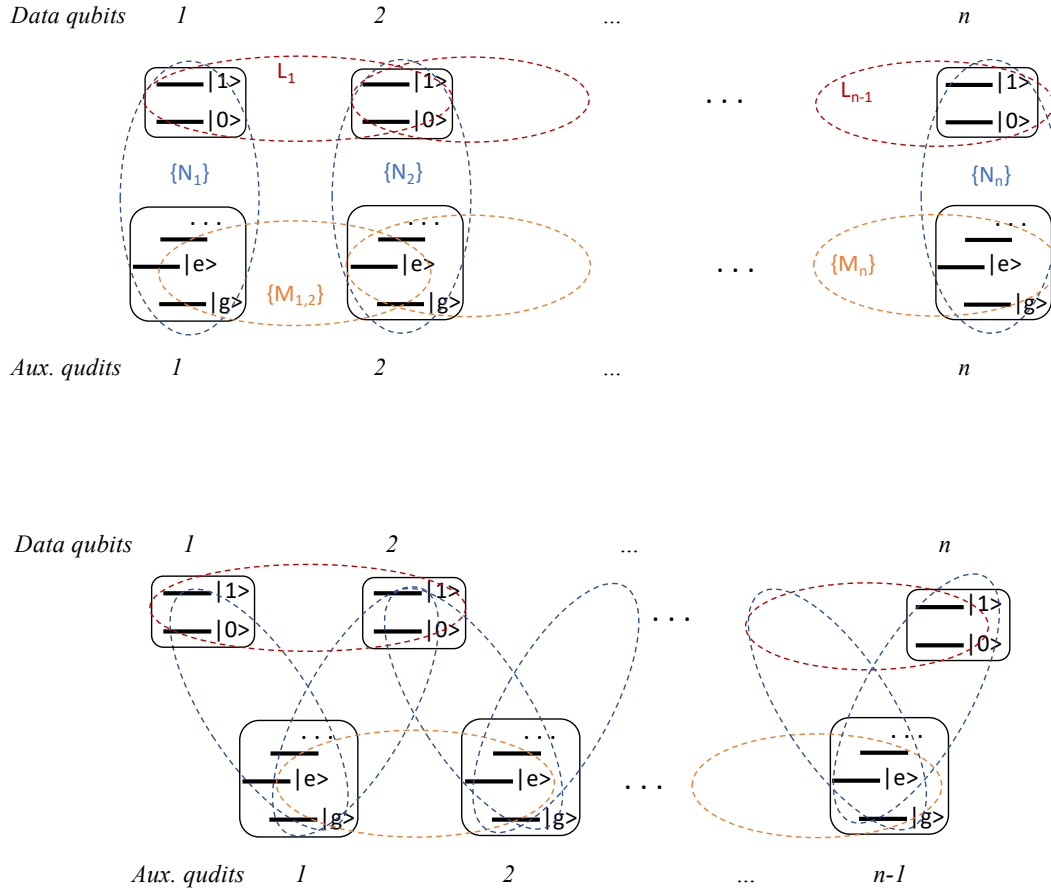 Data qubits 1 2 ... n
L1 Ln-1
|1> |1> |1>
|0> |0> |0>
. . .
{N1} {N2} {Nn}
. . . . . . . . .
|e> |e> . . . |e>
{M1,2} {Mn}
|g> |g> |g>
Aux. qudits 1 2 ... n
Data qubits 1 2 ... n
|1> |1> |1>
|0> |0> . . . |0>
. . . . . . . . .
|e> |e> . . . |e>
|g> |g> |g>
Aux. qudits 1 2 ... n-1